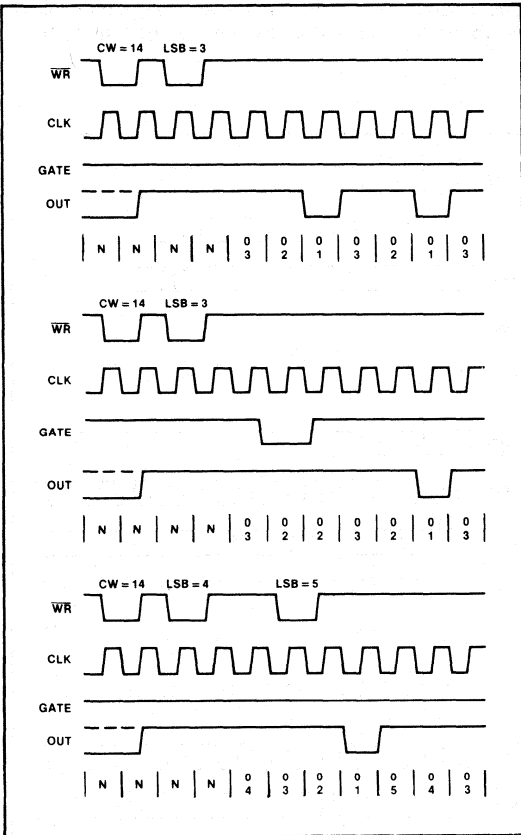 CW = 14 LSB = 3
WR
CLK
GATE
OUT
N N N N 0 0 0 0 0 0 0
3 2 1 3 2 1 3
CW = 14 LSB = 3
WR
CLK
GATE
OUT
N N N N 0 0 0 0 0 0 0
3 2 2 3 2 1 3
CW = 14 LSB = 4 LSB = 5
WR
CLK
GATE
OUT
N N N N 0 0 0 0 0 0 0
4 3 2 1 5 4 3